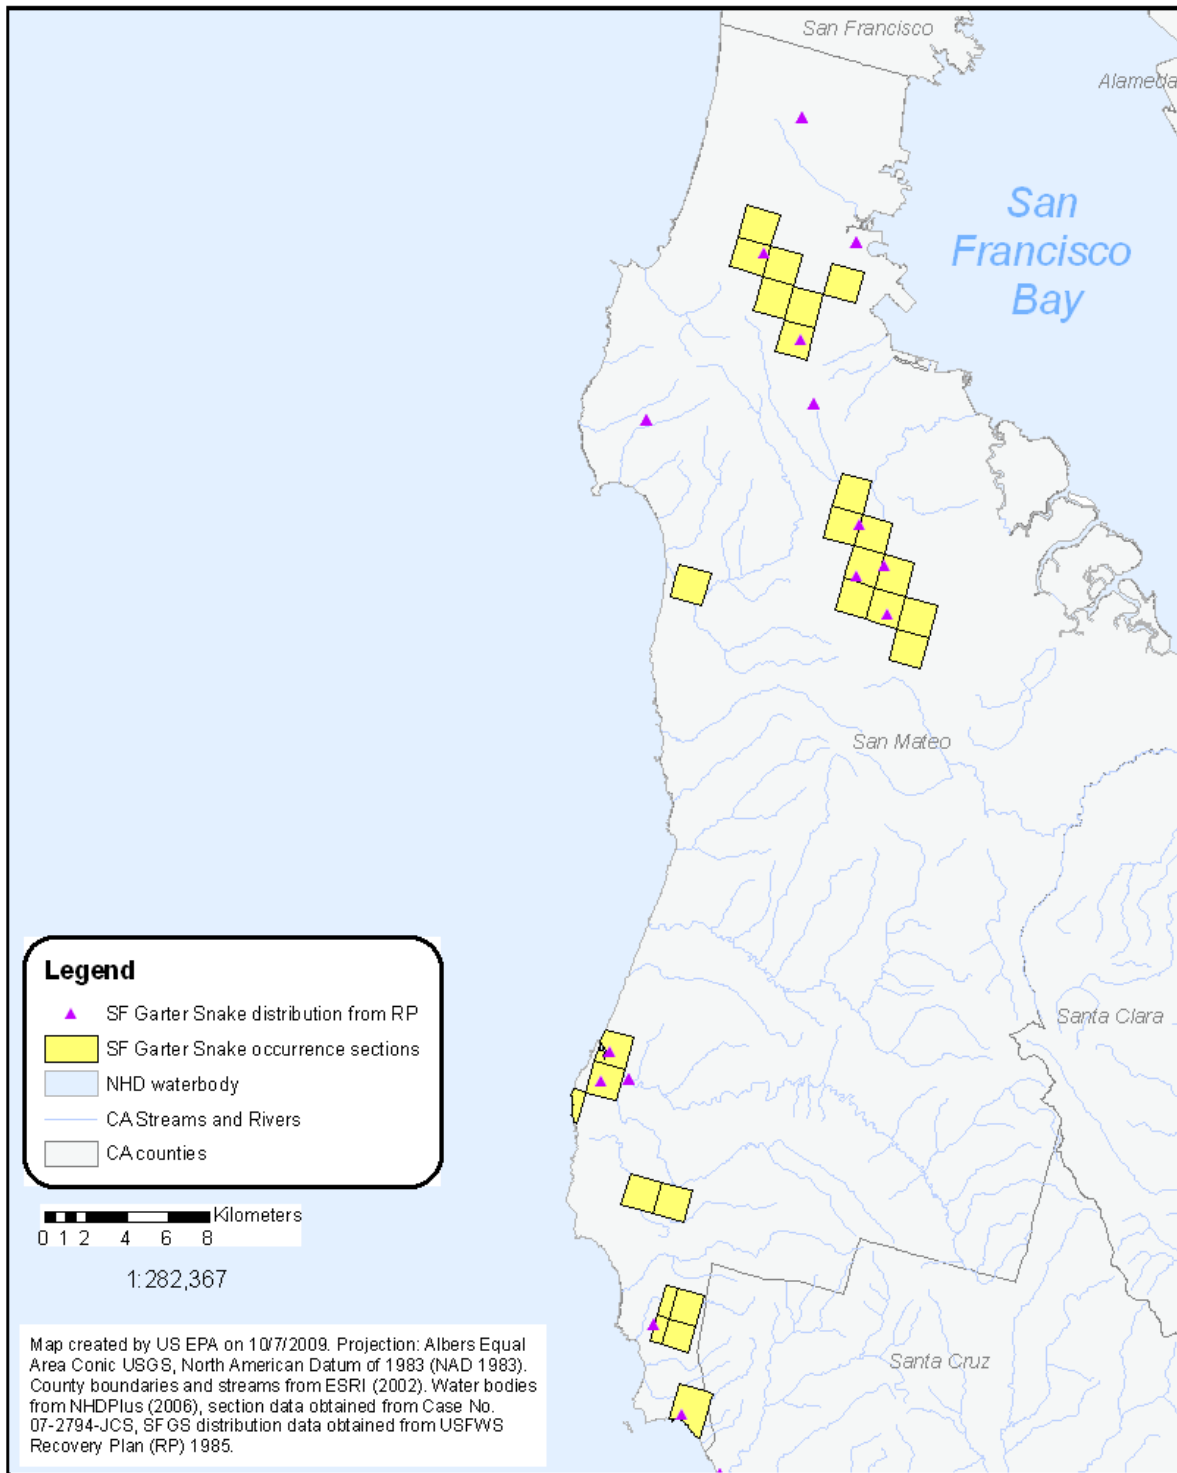 San Francisco
Alameda
San
Francisco
Bay
San Mateo
Legend
SF Garter Snake distribution from RP
SF Garter Snake occurrence sections
NHD waterbody
CA Streams and Rivers
CA counties
Santa Clara
Kilometers
0 1 2 4 6 8
1:282,367
Map created by US EPA on 10/7/2009. Projection: Albers Equal
Area Conic USGS, North American Datum of 1983 (NAD 1983).
County boundaries and streams from ESRI (2002). Water bodies
from NHDPlus (2006), section data obtained from Case No.
07-2794-JCS, SFGS distribution data obtained from USFWS
Recovery Plan (RP) 1985.
Santa Cruz